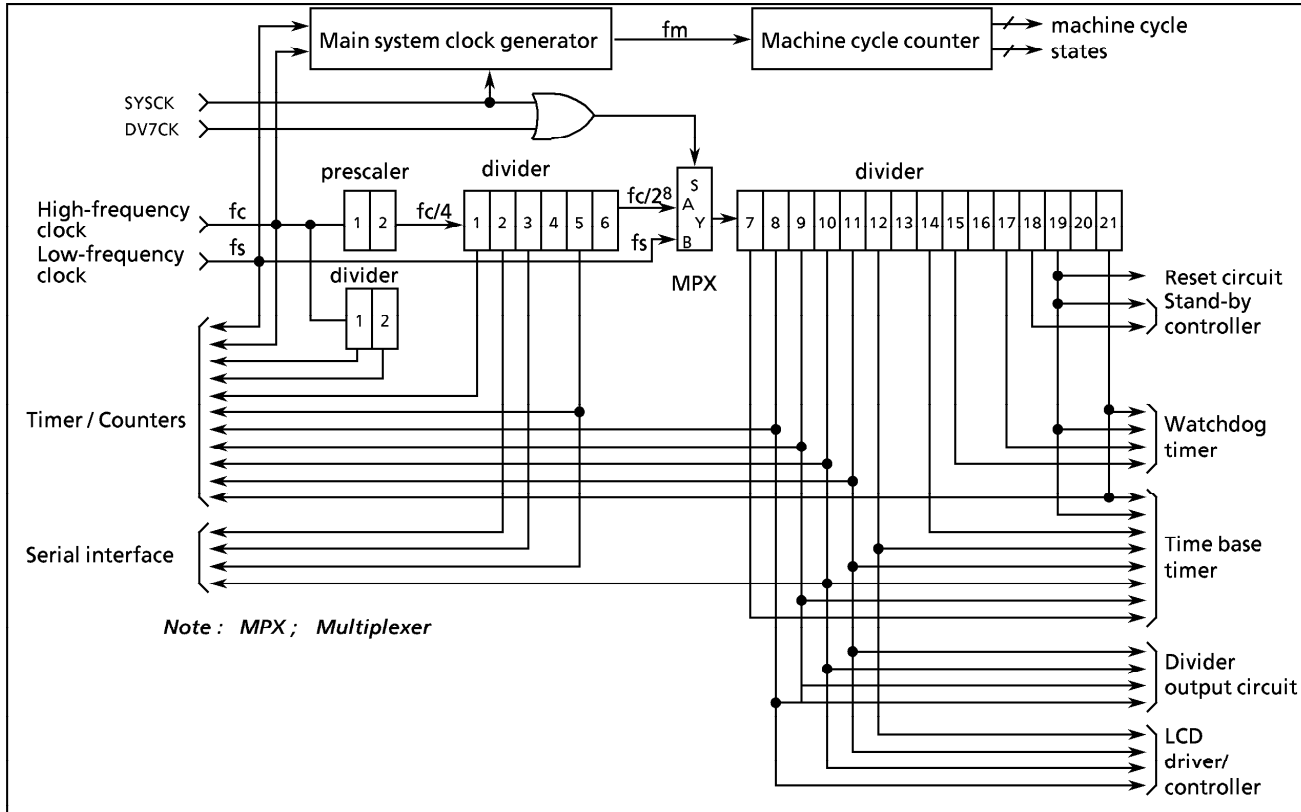 Main system clock generator
fm
Machine cycle counter
machine cycle
states
SYSCK
DV7CK
prescaler
divider
divider
High-frequency
clock
fc
1 2
fc/4
1 2 3 4 5 6
fc/2⁸
S
A
Y
B
7 8 9 10 11 12 13 14 15 16 17 18 19 20 21
Low-frequency
clock
fs
fs
MPX
divider
1 2
Reset circuit
Stand-by
controller
Timer / Counters
Watchdog
timer
Serial interface
Time base
timer
Note : MPX ; Multiplexer
Divider
output circuit
LCD
driver/
controller